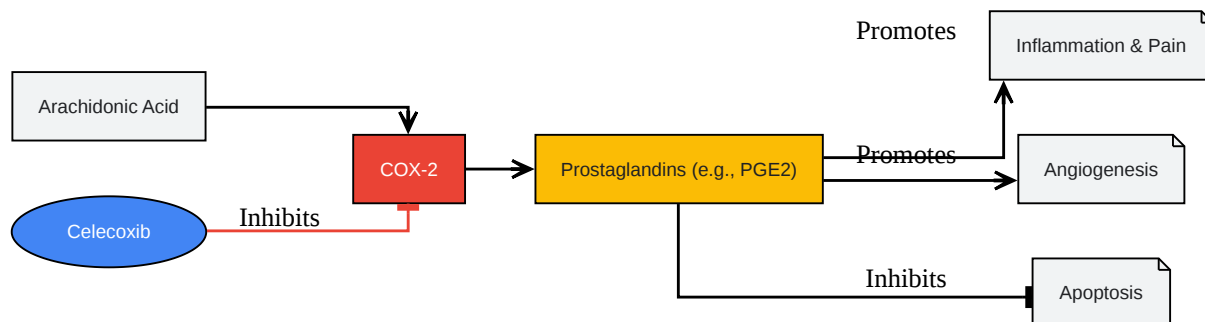 Promotes
Inflammation & Pain
Arachidonic Acid
COX-2
Prostaglandins (e.g., PGE2)
Promotes
Angiogenesis
Celecoxib
Inhibits
Inhibits
Apoptosis